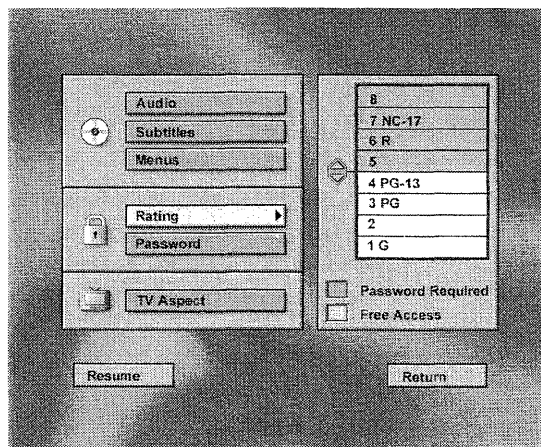 Audio
Subtitles
Menus
Rating
Password
TV Aspect
8
7 NC-17
6 R
5
4 PG-13
3 PG
2
1 G
Password Required
Free Access
Resume
Return